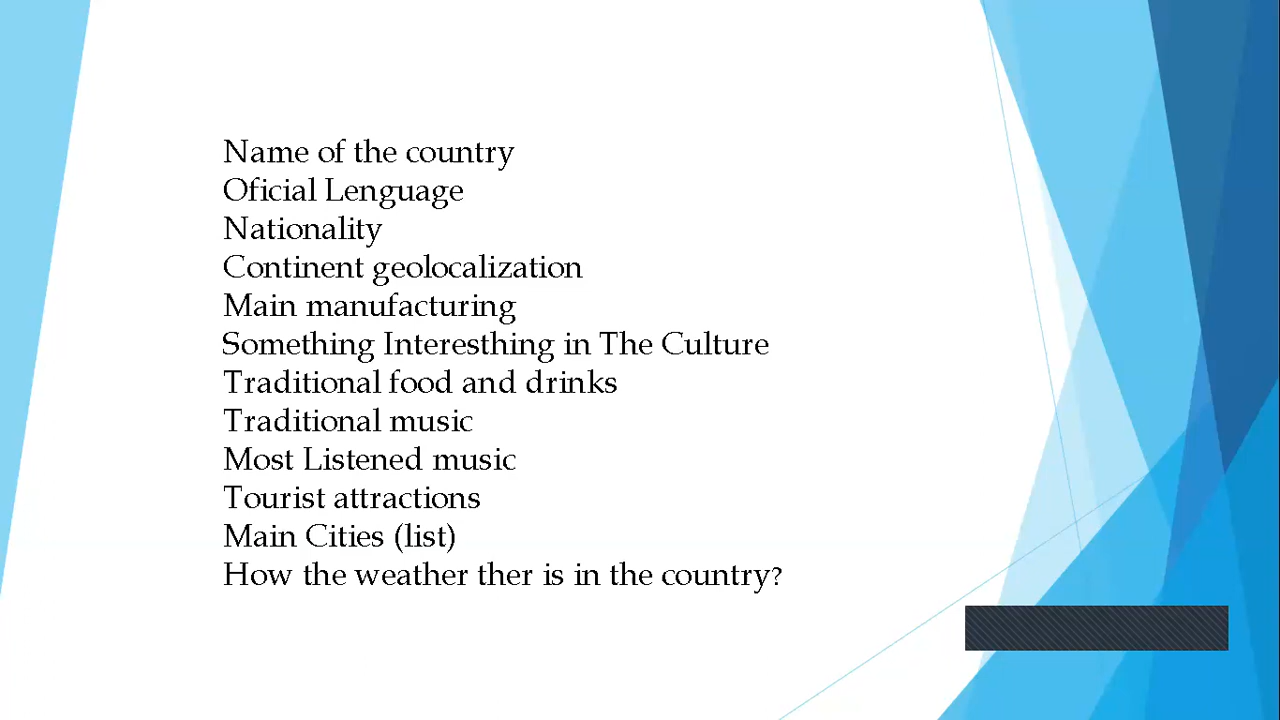 Name of the country
Oficial Lenguage
Nationality
Continent geolocalization
Main manufacturing
Something Interesthing in The Culture
Traditional food and drinks
Traditional music
Most Listened music
Tourist attractions
Main Cities (list)
How the weather ther is in the country?